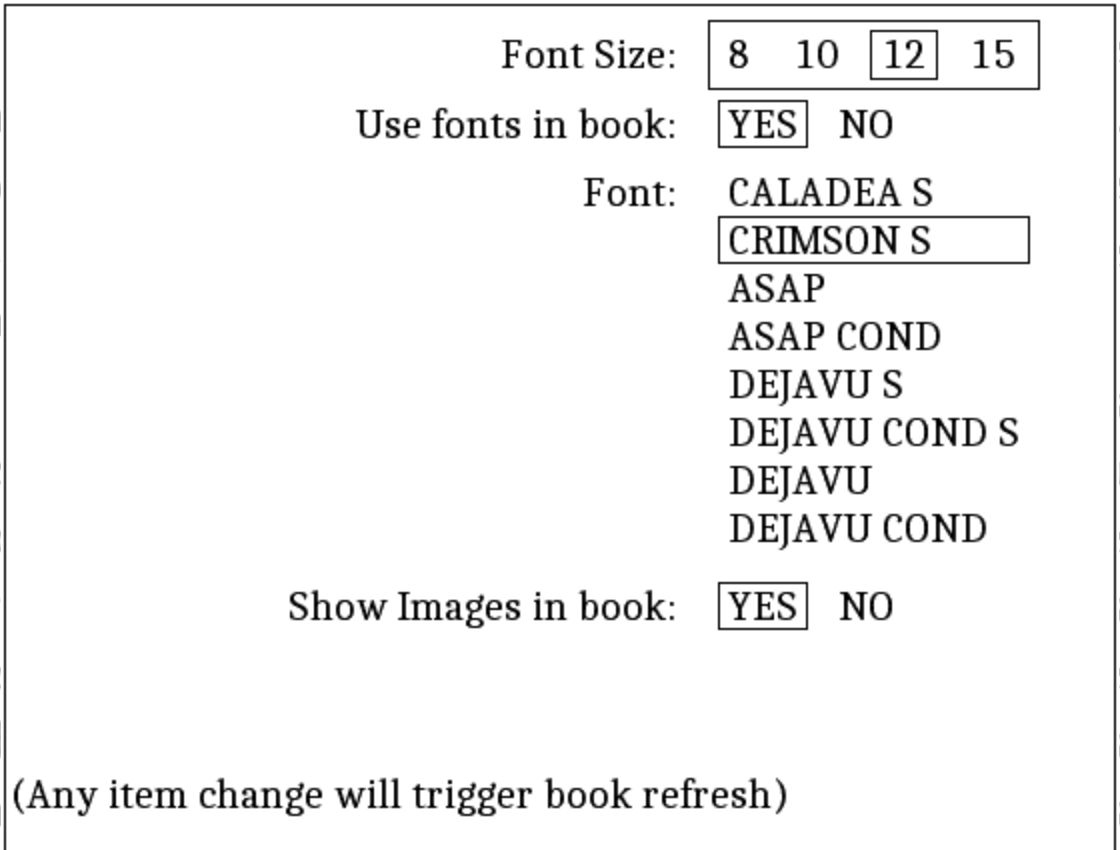 Font Size: 8 10 12 15
Use fonts in book: YES NO
Font: CALADEA S
CRIMSON S
ASAP
ASAP COND
DEJAVU S
DEJAVU COND S
DEJAVU
DEJAVU COND
Show Images in book: YES NO
(Any item change will trigger book refresh)